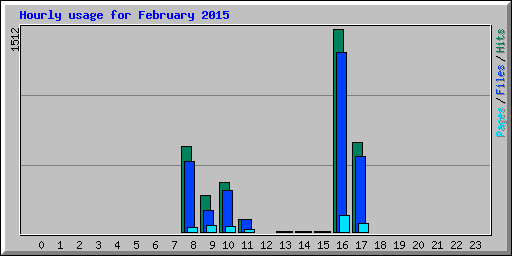 Hourly usage for February 2015
1512
Pages/Files/Hits
0 1 2 3 4 5 6 7 8 9 10 11 12 13 14 15 16 17 18 19 20 21 22 23